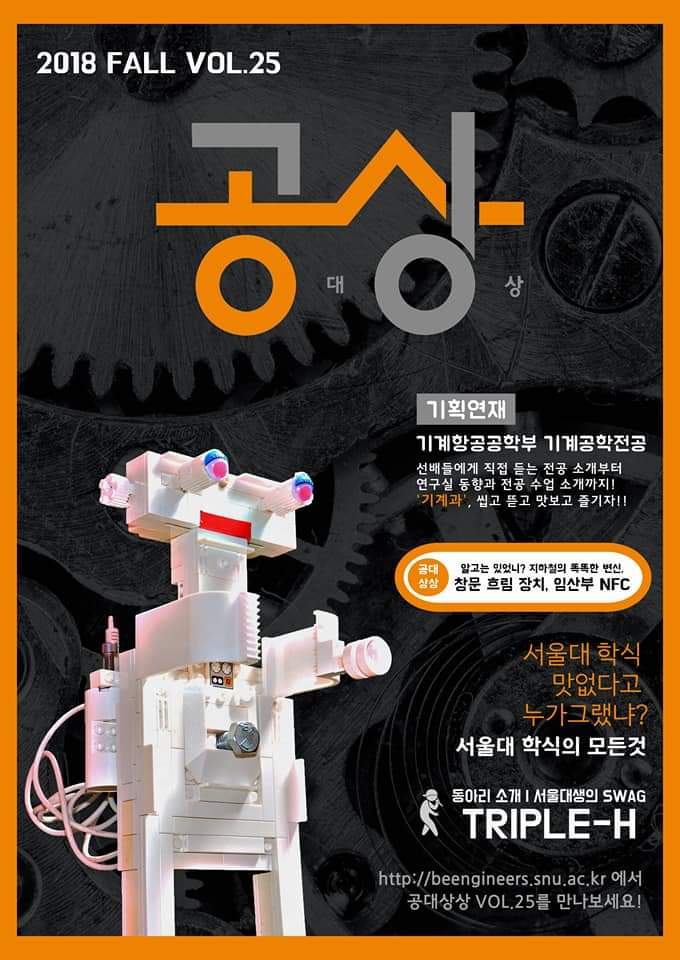 2018 FALL VOL.25
공상
대 상
기획연재
기계항공공학부 기계공학전공
선배들에게 직접 듣는 전공 소개부터
연구실 동향과 전공 수업 소개까지!
'기계과', 씹고 뜯고 맛보고 즐기자!!
공대
상상
알고는 있었니? 지하철의 똑똑한 변신,
창문 흐림 장치, 임산부 NFC
서울대 학식
맛없다고
누가그랬냐?
서울대 학식의 모든것
동아리 소개 I 서울대생의 SWAG
TRIPLE-H
http://beengineers.snu.ac.kr 에서
공대상상 VOL.25를 만나보세요!